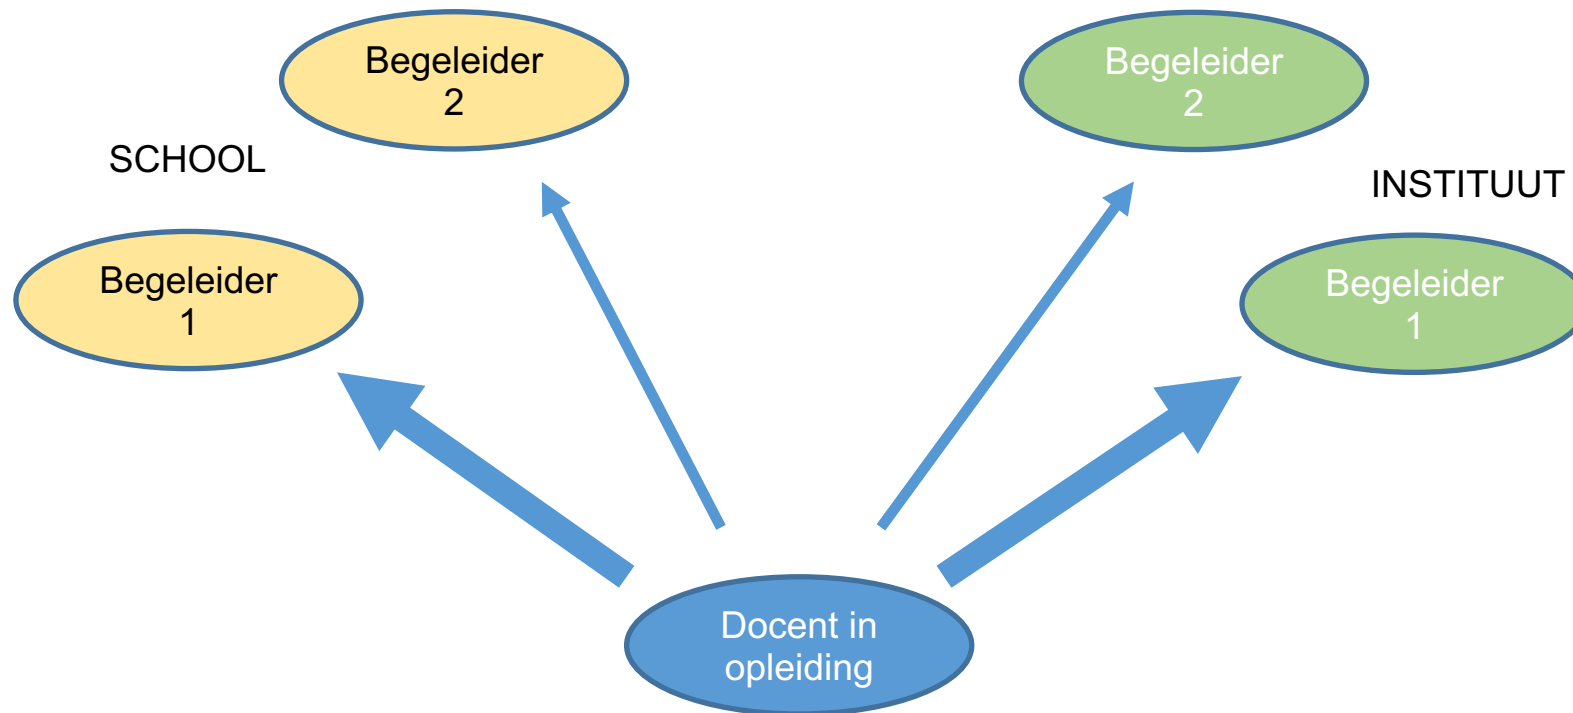 Begeleider
2
Begeleider
2
SCHOOL
INSTITUUT
Begeleider
1
Begeleider
1
Docent in
opleiding